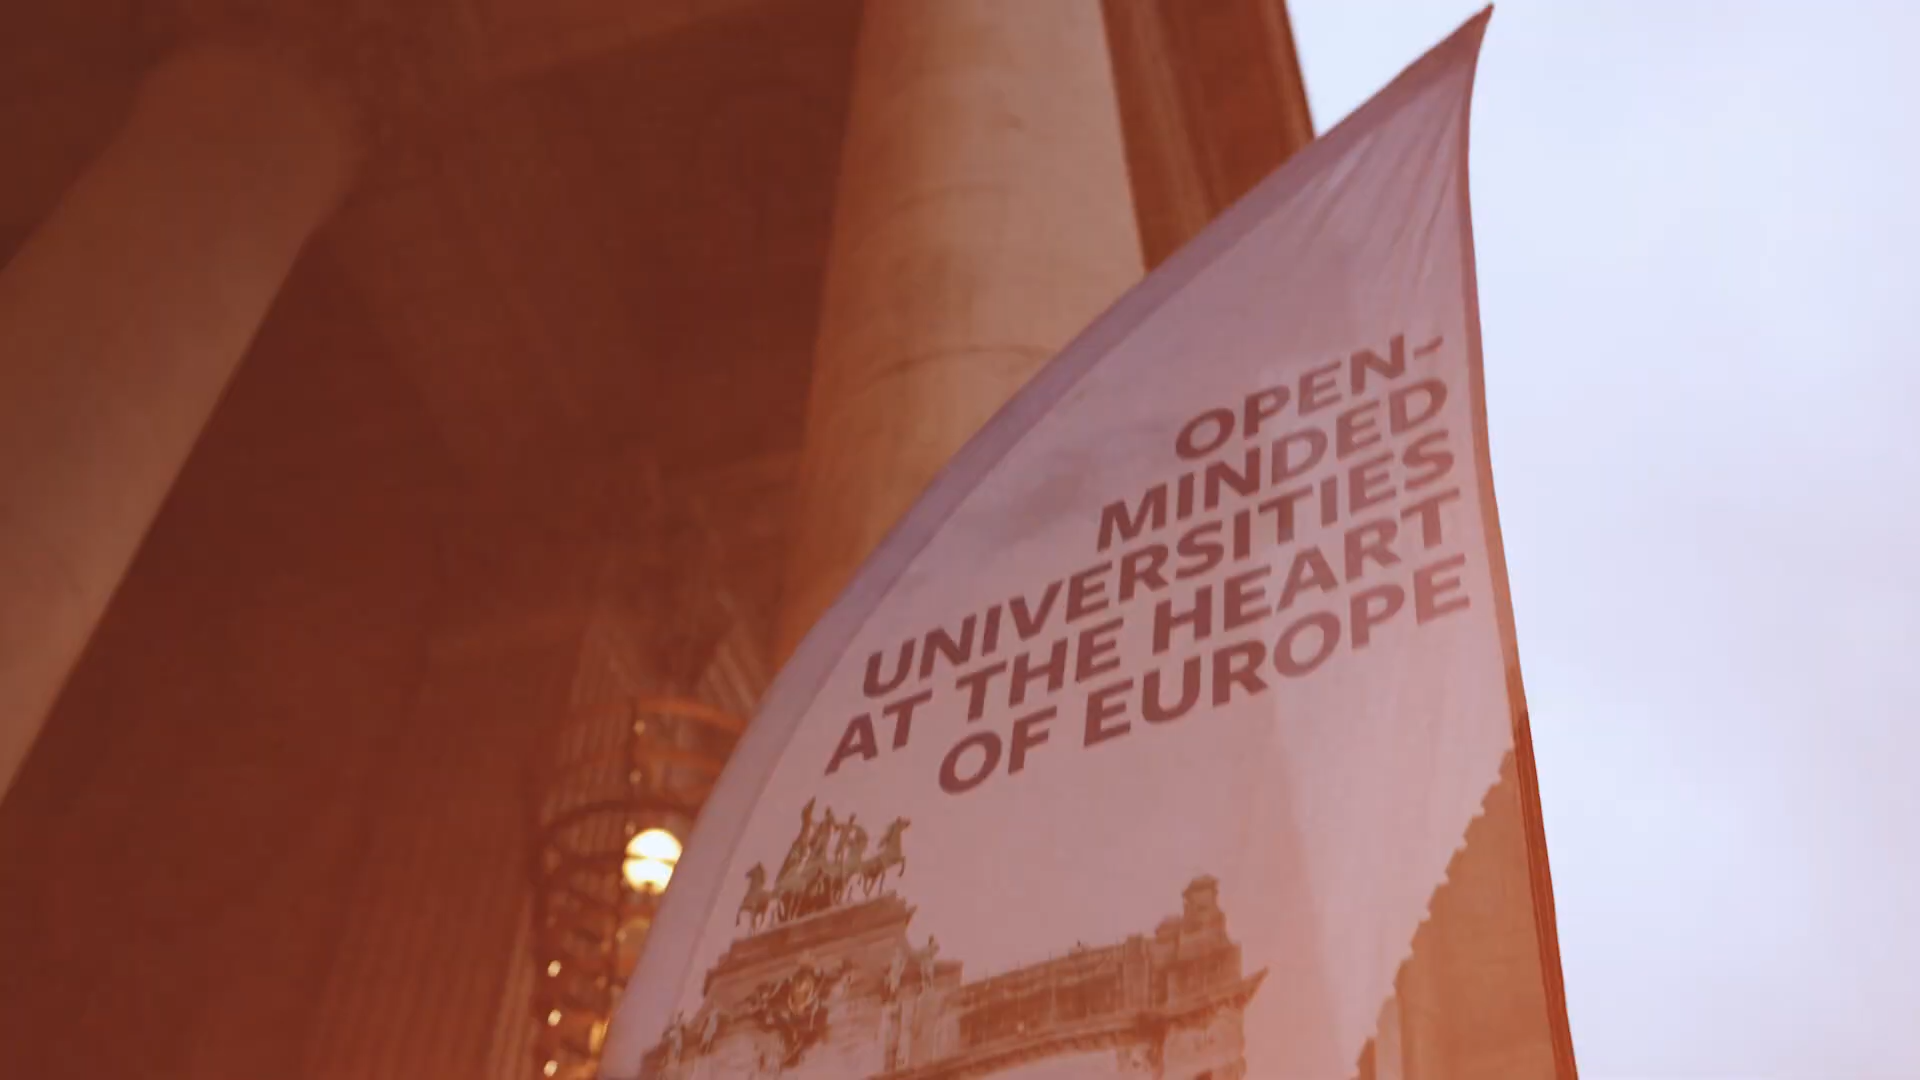 OPEN-
MINDED
UNIVERSITIES
AT THE HEART
OF EUROPE